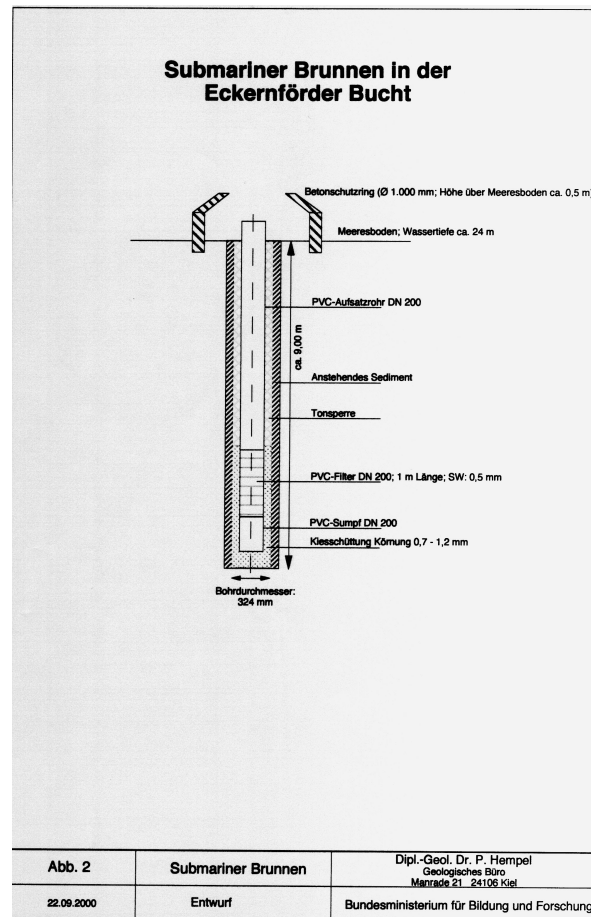 Submariner Brunnen in der
Eckernförder Bucht
Betonschutzring (Ø 1.000 mm; Höhe über Meeresboden ca. 0,5 m)
Meeresboden; Wassertiefe ca. 24 m
PVC-Aufsatzrohr DN 200
ca. 9,00 m
Anstehendes Sediment
Tonsperre
PVC-Filter DN 200; 1 m Länge; SW: 0,5 mm
PVC-Sumpf DN 200
Kiesschüttung Körnung 0,7 - 1,2 mm
Bohrdurchmesser:
324 mm
Abb. 2
Submariner Brunnen
Dipl.-Geol. Dr. P. Hempel
Geologisches Büro
Manrade 21 24106 Kiel
22.09.2000
Entwurf
Bundesministerium für Bildung und Forschung